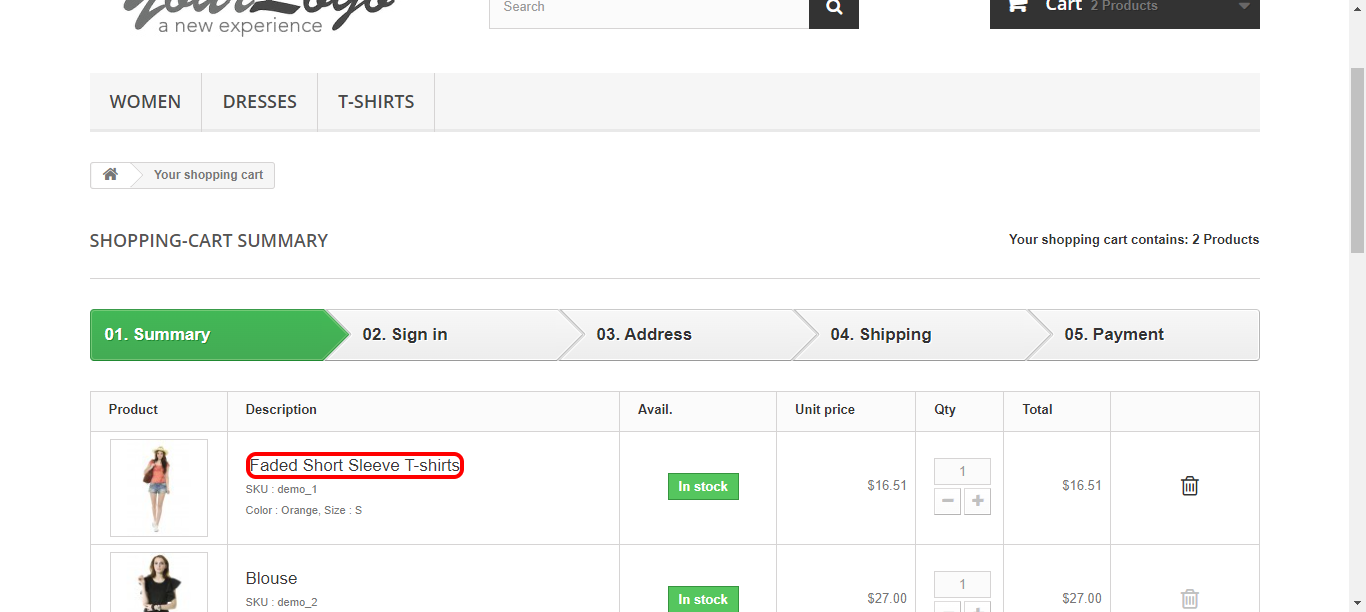 yourLogo
a new experience
Search
Cart 2 Products
WOMEN DRESSES T-SHIRTS
Your shopping cart
SHOPPING-CART SUMMARY
Your shopping cart contains: 2 Products
01. Summary 02. Sign in 03. Address 04. Shipping 05. Payment
Product Description Avail. Unit price Qty Total
Faded Short Sleeve T-shirts
SKU : demo_1
Color : Orange, Size : S
In stock $16.51 1 $16.51
Blouse
SKU : demo_2
In stock $27.00 1 $27.00